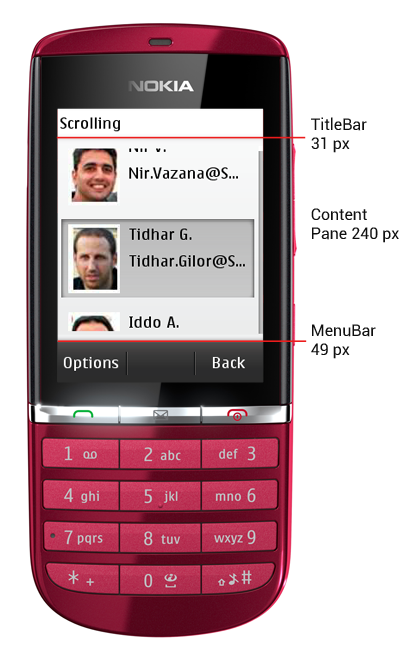 NOKIA
Scrolling
TitleBar
31 px
Nir V.
Nir.Vazana@S...
Content
Pane 240 px
Tidhar G.
Tidhar.Gilor@S...
Iddo A.
MenuBar
49 px
Options
Back
1
2 abc
def 3
4 ghi
5 jkl
mno 6
7 pqrs
8 tuv
wxyz 9
* +
0
#